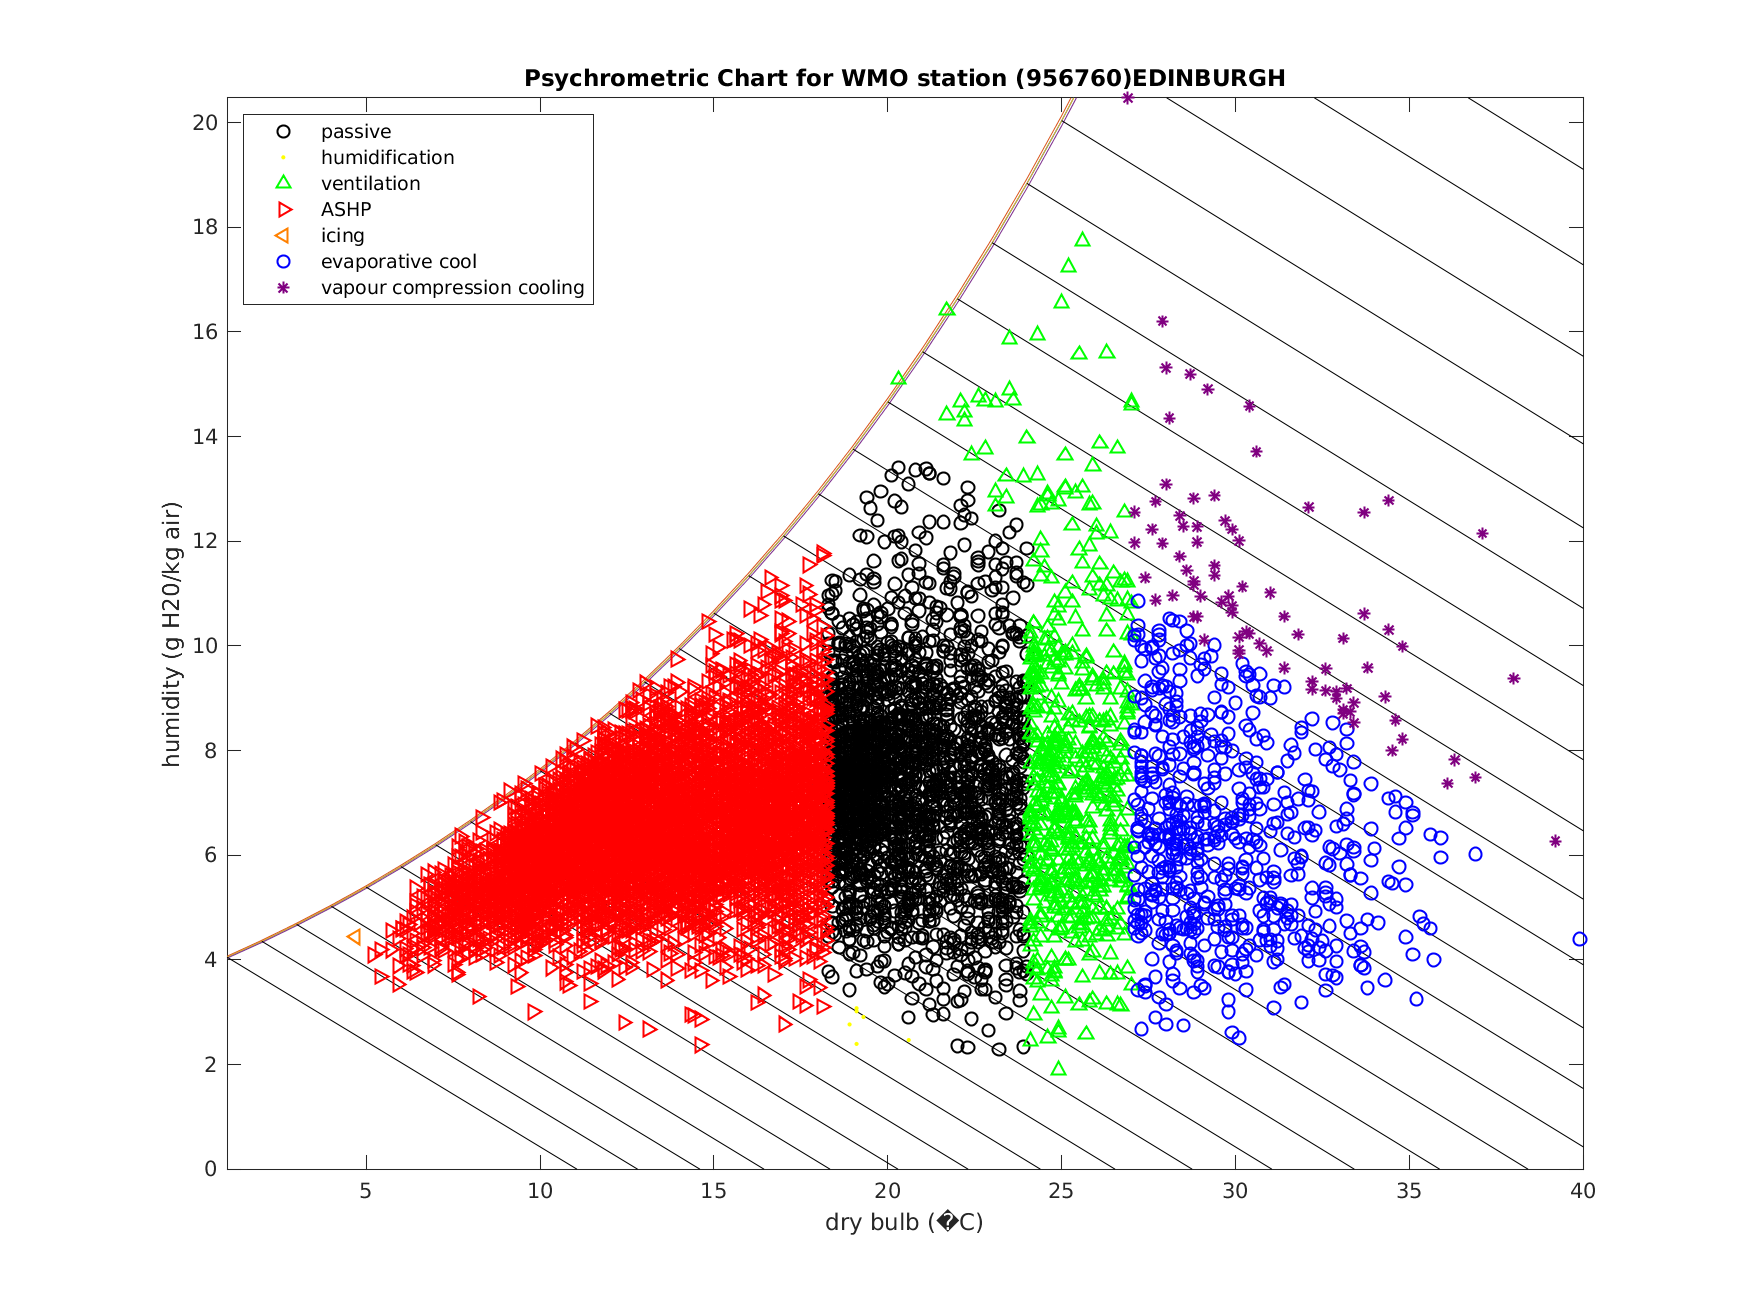 Psychrometric Chart for WMO station (956760)EDINBURGH
passive
humidification
ventilation
ASHP
icing
evaporative cool
vapour compression cooling
humidity (g H20/kg air)
20
18
16
14
12
10
8
6
4
2
0
5
10
15
20
25
30
35
40
dry bulb (�C)